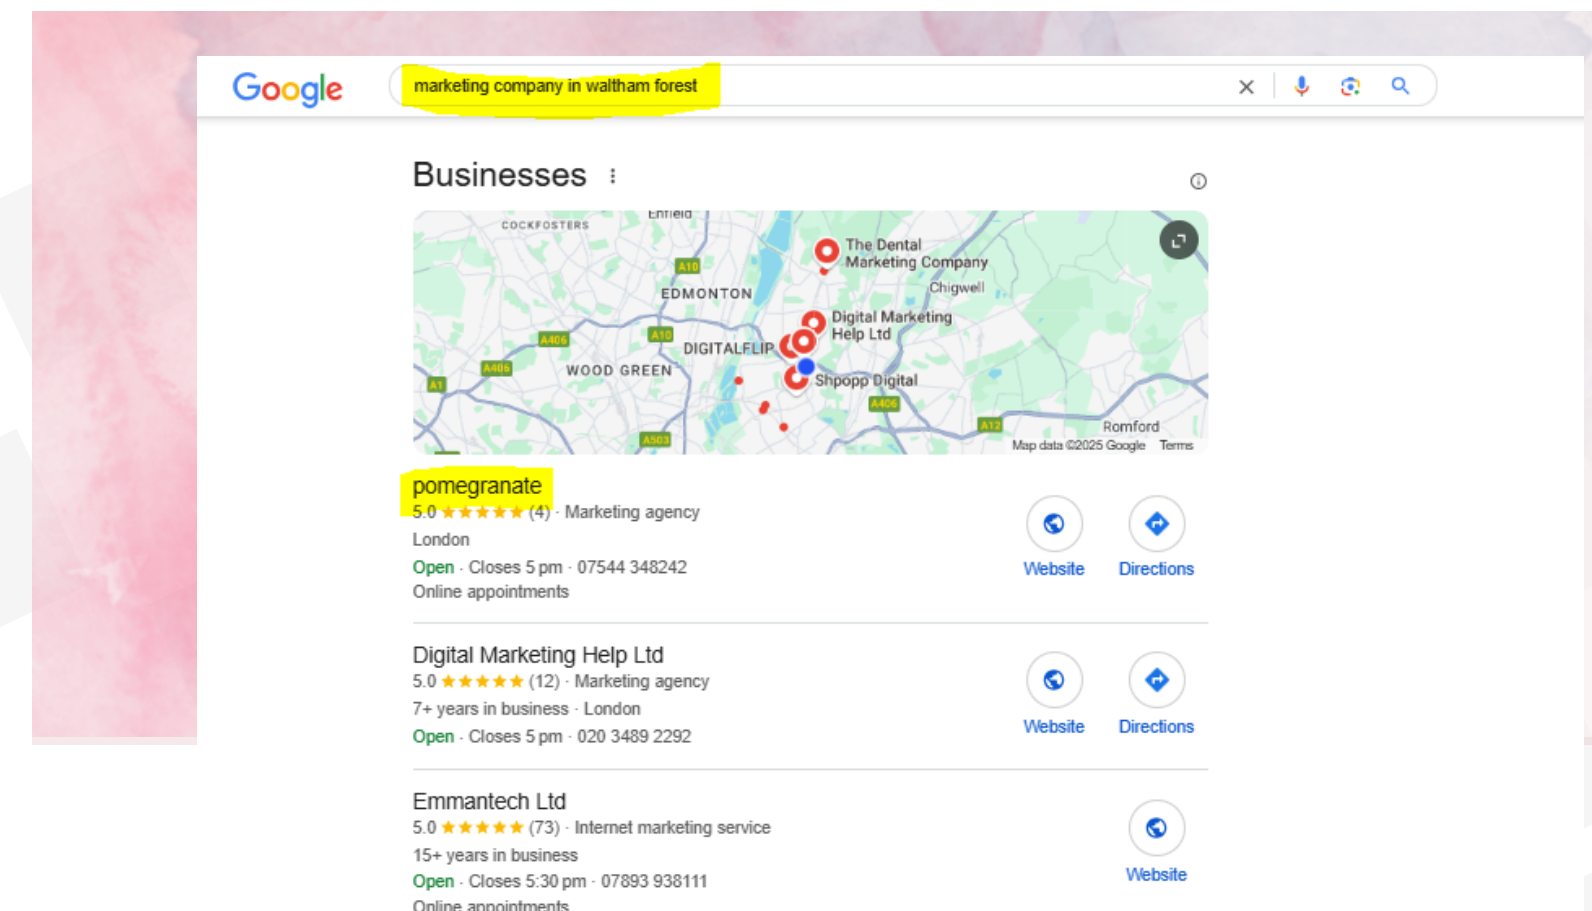 Google
marketing company in waltham forest
Businesses
COCKFOSTERS
Enfield
The Dental
Marketing Company
A10
Chigwell
EDMONTON
Digital Marketing
Help Ltd
A406
A10
DIGITALFLIP
A406
WOOD GREEN
A1
Shpopp Digital
A406
A12
Romford
A503
Map data ©2025 Google Terms
pomegranate
5.0 ★★★★★ (4) · Marketing agency
London
Open · Closes 5 pm · 07544 348242
Online appointments
Website
Directions
Digital Marketing Help Ltd
5.0 ★★★★★ (12) · Marketing agency
7+ years in business · London
Open · Closes 5 pm · 020 3489 2292
Website
Directions
Emmantech Ltd
5.0 ★★★★★ (73) · Internet marketing service
15+ years in business
Open · Closes 5:30 pm · 07893 938111
Online appointments
Website